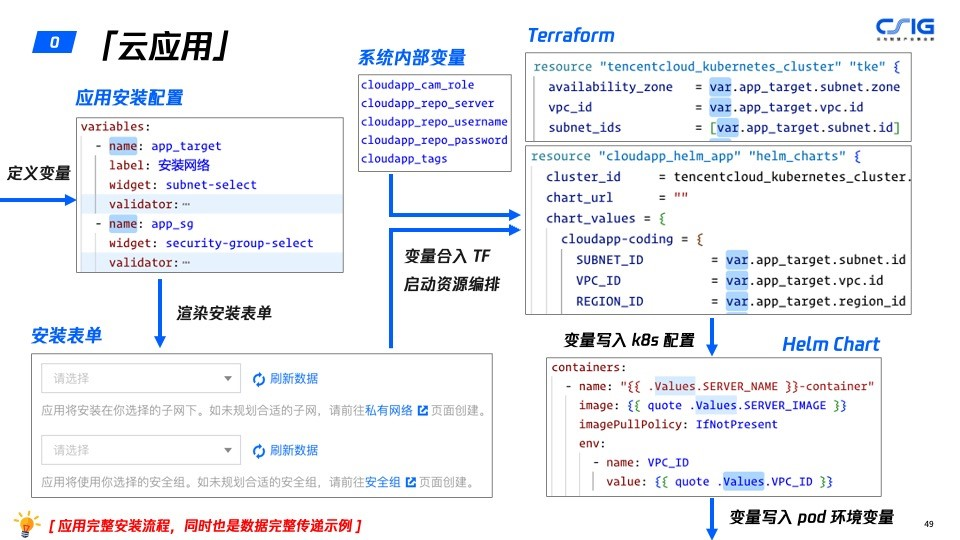 0
「云应用」
CSIG
应用安装配置
定义变量
variables:
- name: app_target
label: 安装网络
widget: subnet-select
validator:⋯
- name: app_sg
widget: security-group-select
validator:⋯
渲染安装表单
安装表单
请选择
刷新数据
应用将安装在你选择的子网下。如未规划合适的子网，请前往私有网络 页面创建。
请选择
刷新数据
应用将使用你选择的安全组。如未规划合适的安全组，请前往安全组 页面创建。
系统内部变量
cloudapp_cam_role
cloudapp_repo_server
cloudapp_repo_username
cloudapp_repo_password
cloudapp_tags
变量合入 TF
启动资源编排
Terraform
resource "tencentcloud_kubernetes_cluster" "tke" {
availability_zone = var.app_target.subnet.zone
vpc_id = var.app_target.vpc.id
subnet_ids = [var.app_target.subnet.id]
resource "cloudapp_helm_app" "helm_charts" {
cluster_id = tencentcloud_kubernetes_cluster.
chart_url = ""
chart_values = {
cloudapp-coding = {
SUBNET_ID = var.app_target.subnet.id
VPC_ID = var.app_target.vpc.id
REGION_ID = var.app_target.region_id
变量写入 k8s 配置
Helm Chart
containers:
- name: "{{ .Values.SERVER_NAME }}-container"
image: {{ quote .Values.SERVER_IMAGE }}
imagePullPolicy: IfNotPresent
env:
- name: VPC_ID
value: {{ quote .Values.VPC_ID }}
变量写入 pod 环境变量
[ 应用完整安装流程，同时也是数据完整传递示例 ]
49